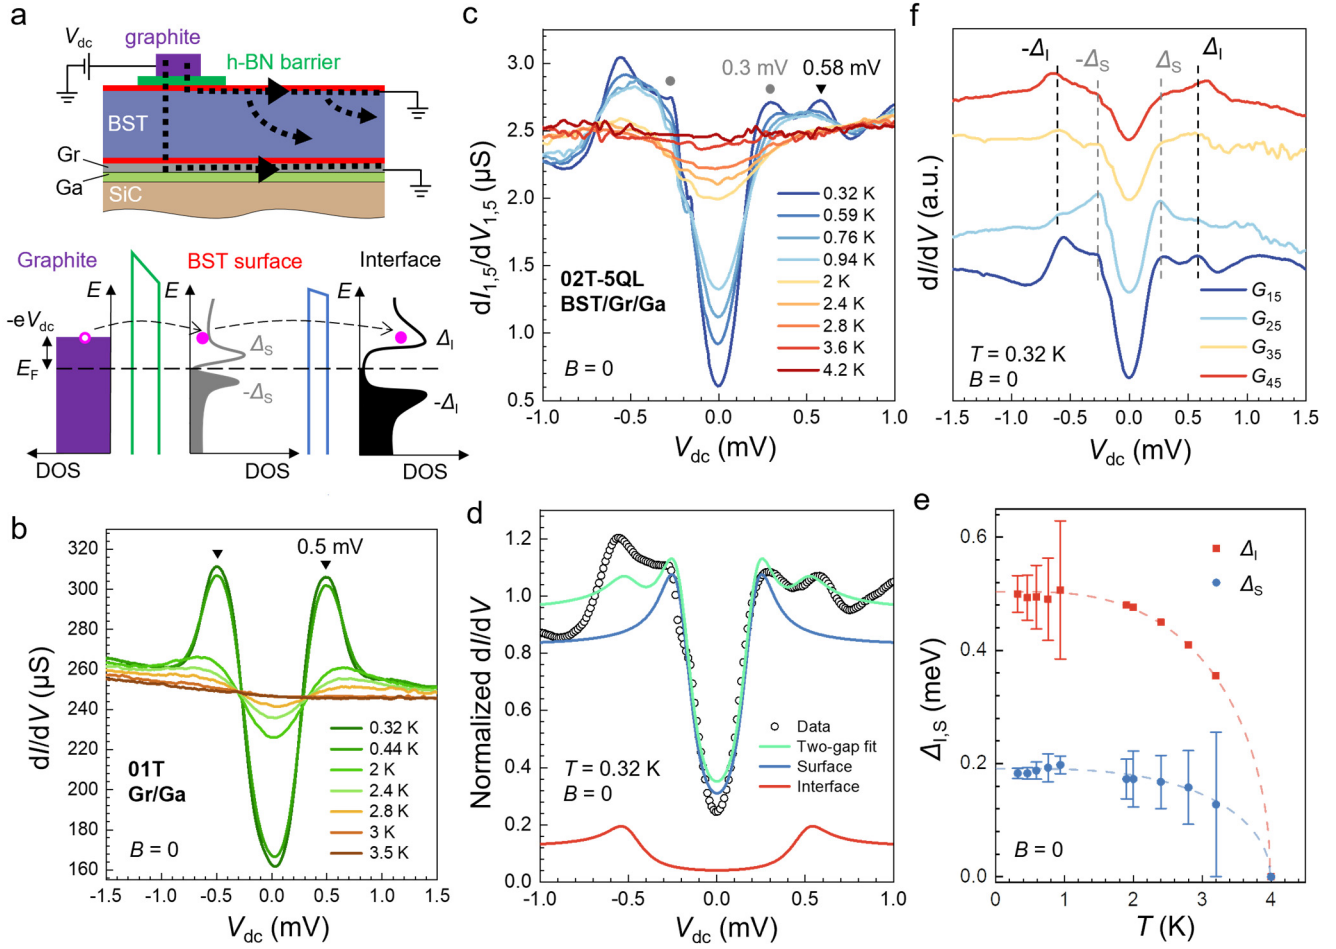 a
V_dc
graphite
h-BN barrier
BST
Gr
Ga
SiC
Graphite
BST surface
Interface
E
E
E
-eV_dc
E_F
Δ_S
-Δ_S
Δ_I
-Δ_I
DOS
DOS
DOS
b
dI/dV (μS)
320
300
280
260
240
220
200
180
160
0.5 mV
01T
Gr/Ga
B = 0
0.32 K
0.44 K
2 K
2.4 K
2.8 K
3 K
3.5 K
-1.5 -1.0 -0.5 0.0 0.5 1.0 1.5
V_dc (mV)
c
dI_1,5/dV_1,5 (μS)
3.0
2.5
2.0
1.5
1.0
0.5
0.3 mV
0.58 mV
02T-5QL
BST/Gr/Ga
B = 0
0.32 K
0.59 K
0.76 K
0.94 K
2 K
2.4 K
2.8 K
3.6 K
4.2 K
-1.0 -0.5 0.0 0.5 1.0
V_dc (mV)
d
Normalized dI/dV
1.2
1.0
0.8
0.6
0.4
0.2
0.0
T = 0.32 K
B = 0
Data
Two-gap fit
Surface
Interface
-1.0 -0.5 0.0 0.5 1.0
V_dc (mV)
f
dI/dV (a.u.)
-Δ_I
-Δ_S
Δ_S
Δ_I
T = 0.32 K
B = 0
G_15
G_25
G_35
G_45
-1.5 -1.0 -0.5 0.0 0.5 1.0 1.5
V_dc (mV)
e
Δ_I,S (meV)
0.6
0.4
0.2
0.0
Δ_I
Δ_S
B = 0
0 1 2 3 4
T (K)